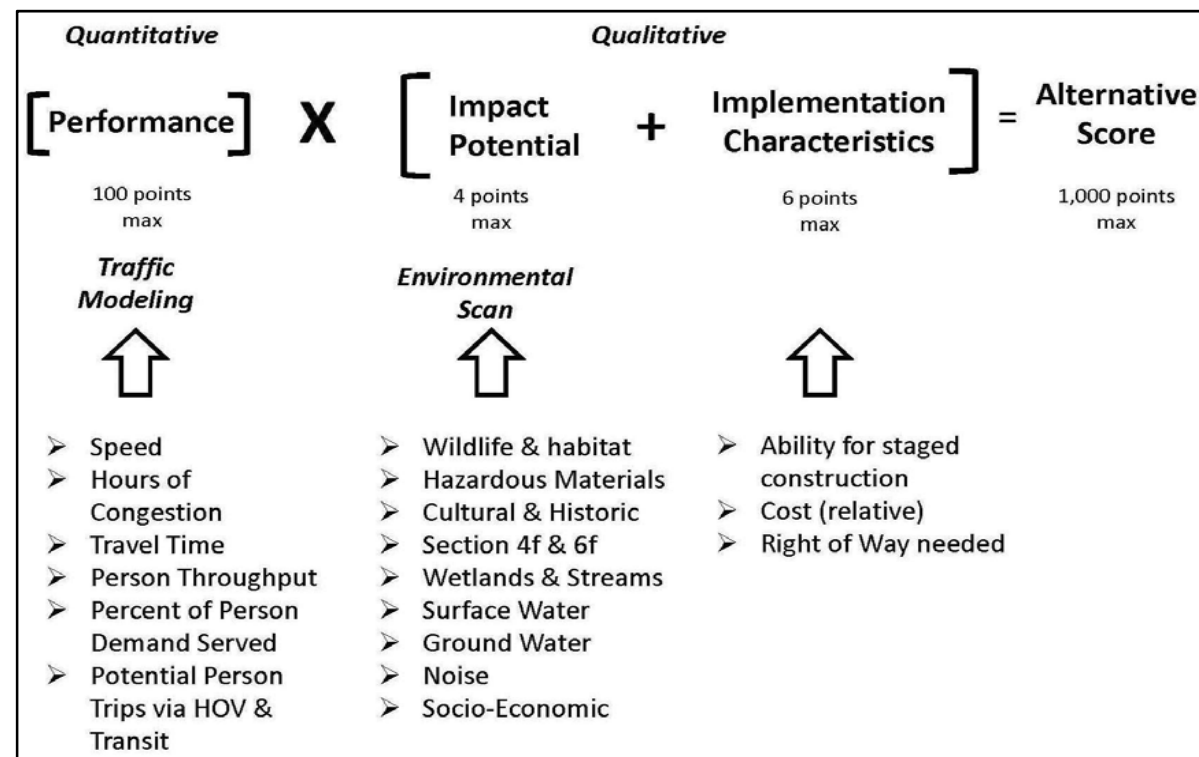 Quantitative
Qualitative
[Performance] X [Impact Potential + Implementation Characteristics] = Alternative Score
100 points
max
4 points
max
6 points
max
1,000 points
max
Traffic
Modeling
Environmental
Scan
➢ Speed
➢ Hours of
Congestion
➢ Travel Time
➢ Person Throughput
➢ Percent of Person
Demand Served
➢ Potential Person
Trips via HOV &
Transit
➢ Wildlife & habitat
➢ Hazardous Materials
➢ Cultural & Historic
➢ Section 4f & 6f
➢ Wetlands & Streams
➢ Surface Water
➢ Ground Water
➢ Noise
➢ Socio-Economic
➢ Ability for staged
construction
➢ Cost (relative)
➢ Right of Way needed